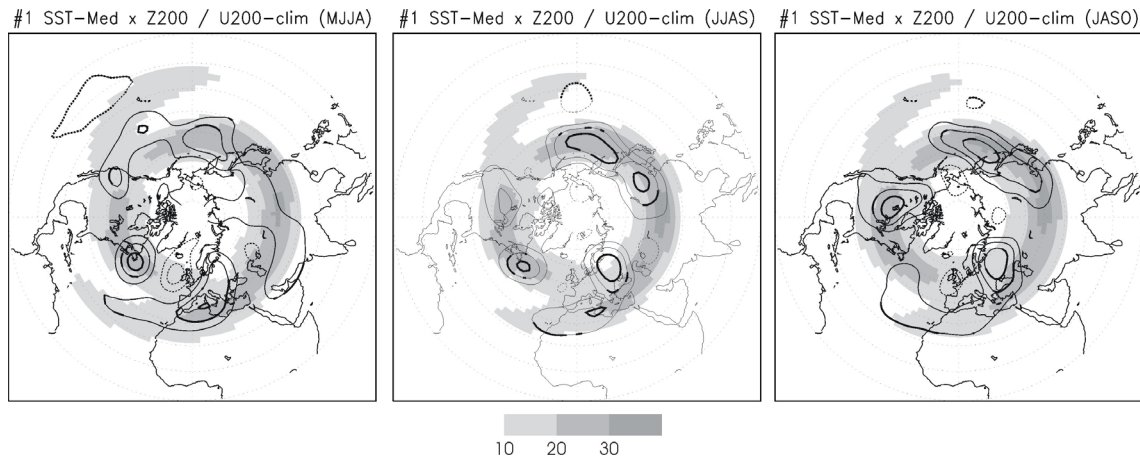 #1 SST-Med x Z200 / U200-clim (MJJA)
#1 SST-Med x Z200 / U200-clim (JJAS)
#1 SST-Med x Z200 / U200-clim (JASO)
10 20 30